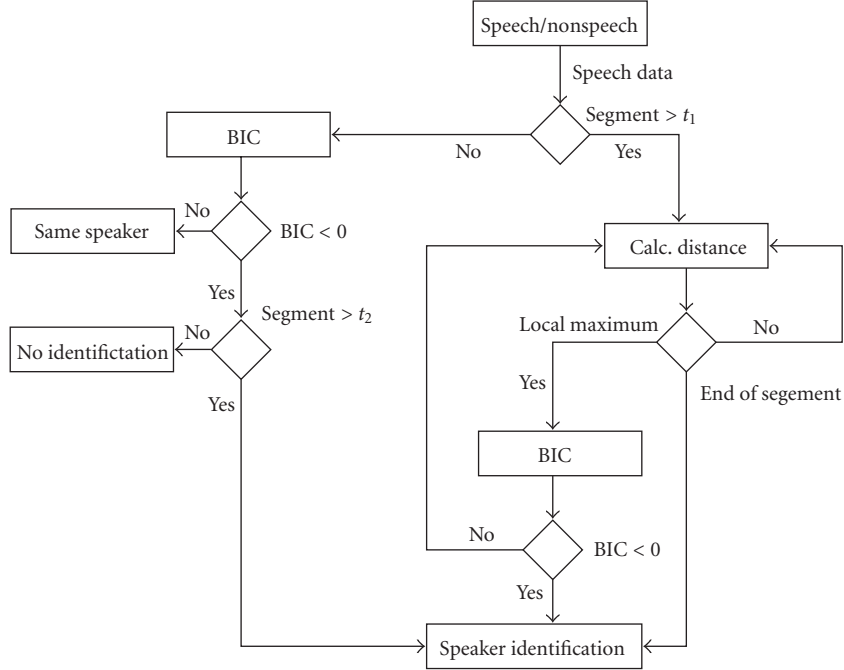 Speech/nonspeech
Speech data
Segment > t1
BIC
No
Yes
No
Same speaker
BIC < 0
Calc. distance
Yes
Segment > t2
Local maximum
No
No
No identifictation
Yes
Yes
End of segement
BIC
No
BIC < 0
Yes
Speaker identification